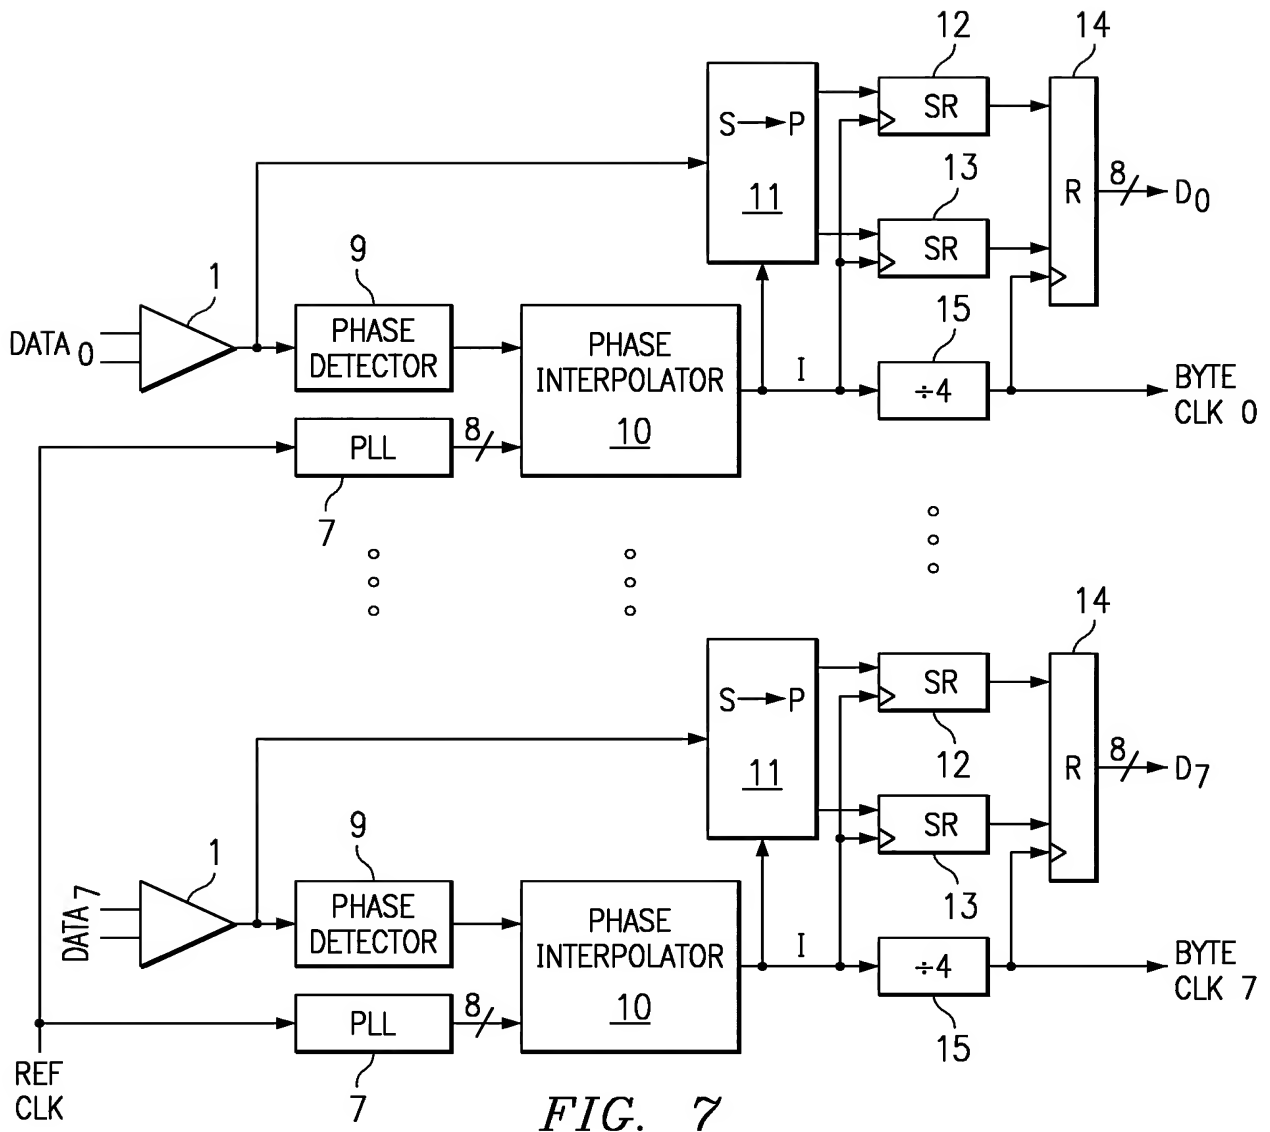 12
14
SR
S→P
13
8
D0
R
11
9
SR
1
15
PHASE
DETECTOR
PHASE
INTERPOLATOR
DATA 0
I
÷4
BYTE
CLK 0
10
PLL
8
7
14
S→P
SR
12
8
R
D7
11
9
SR
1
13
DATA 7
PHASE
DETECTOR
PHASE
INTERPOLATOR
I
÷4
BYTE
CLK 7
8
PLL
10
15
REF
CLK
7
FIG. 7